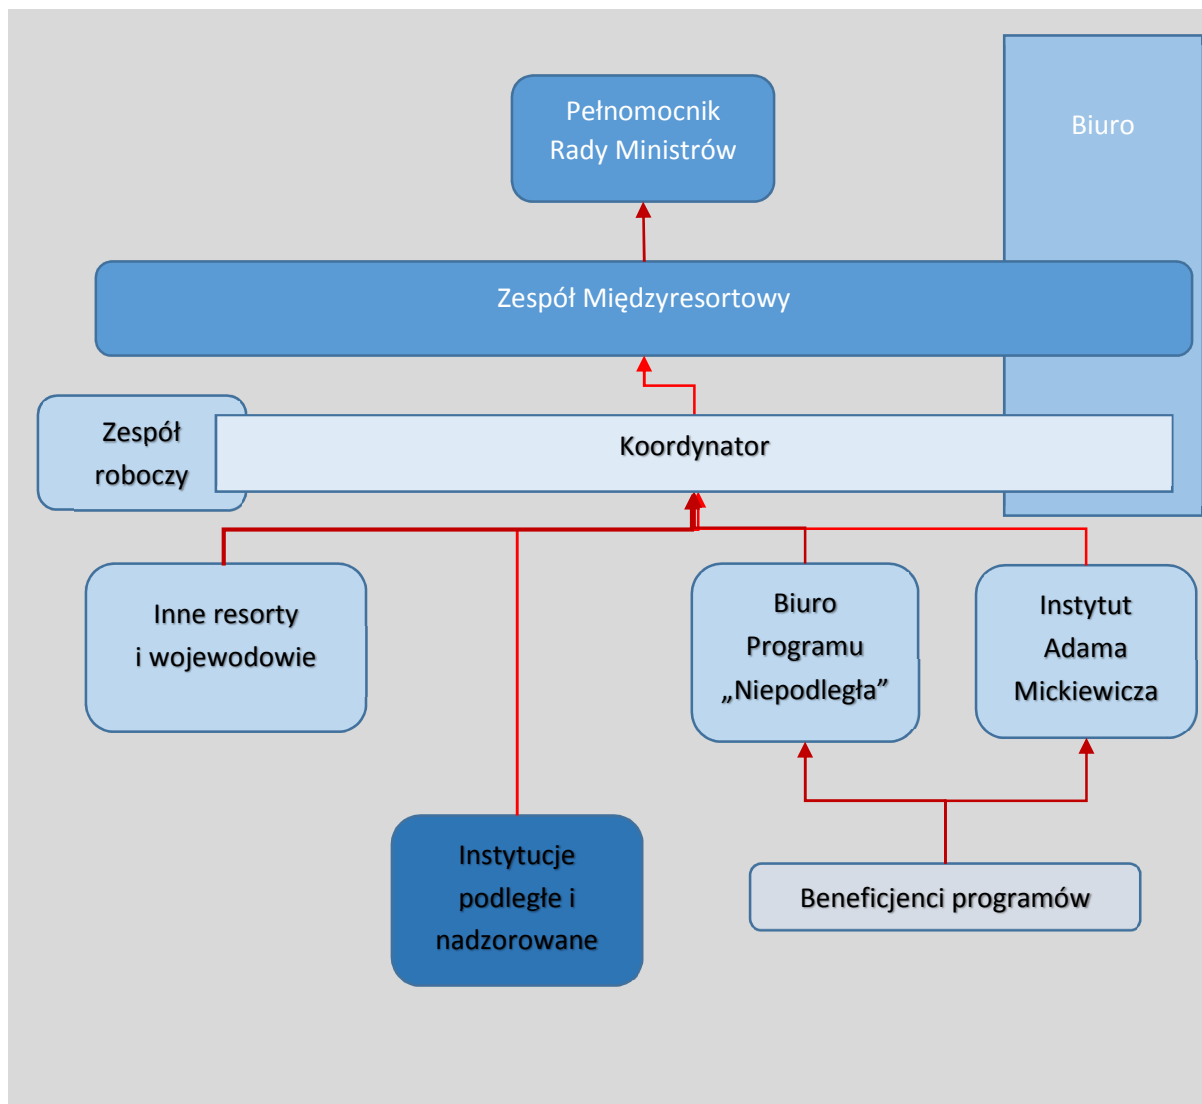 Pełnomocnik
Rady Ministrów
Biuro
Zespół Międzyresortowy
Zespół
roboczy
Koordynator
Inne resorty
i wojewodowie
Biuro
Programu
„Niepodległa”
Instytut
Adama
Mickiewicza
Instytucje
podległe i
nadzorowane
Beneficjenci programów